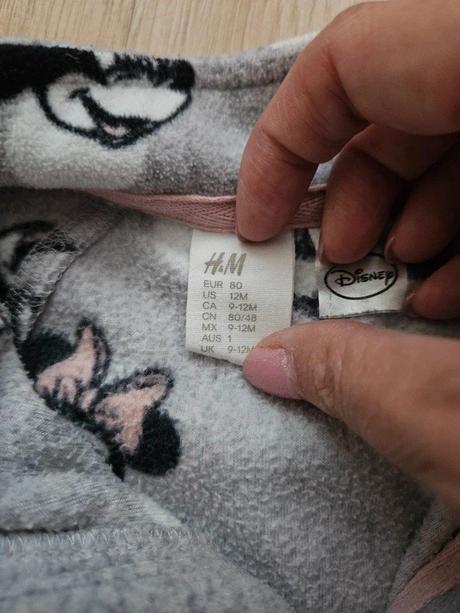 H&M
EUR 80
US 12M
CA 9-12M
CN 80/48
MX 9-12M
AUS 1
UK 9-12M
Disney